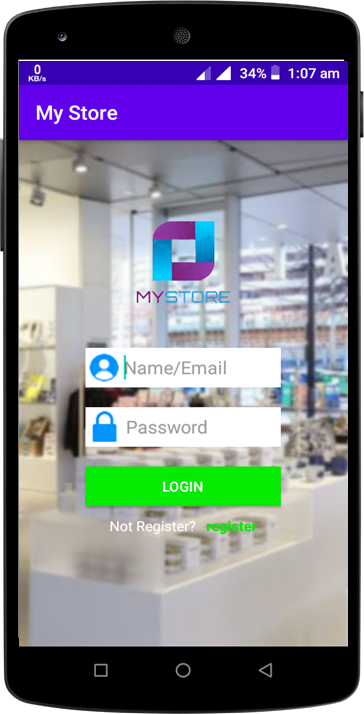 0
KB/s
34% 1:07 am
My Store
MYSTORE
Name/Email
Password
LOGIN
Not Register? register